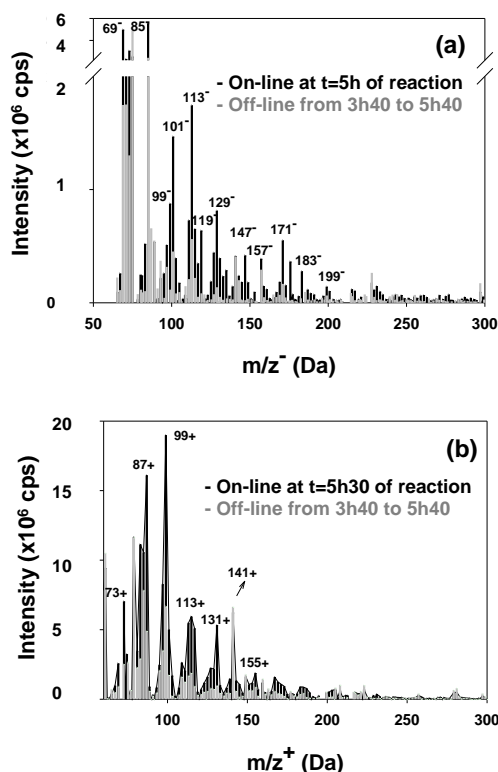 6
69⁻
85⁻
(a)
4
- On-line at t=5h of reaction
2
- Off-line from 3h40 to 5h40
113⁻
101⁻
Intensity (x10⁶ cps)
1
99⁻
129⁻
119⁻
147⁻
171⁻
157⁻
183⁻
199⁻
0
50 100 150 200 250 300
m/z⁻ (Da)
20
99+
(b)
87+
- On-line at t=5h30 of reaction
15
- Off-line from 3h40 to 5h40
Intensity (x10⁶ cps)
10
141+
73+
113+
131+
5
155+
0
100 150 200 250 300
m/z⁺ (Da)